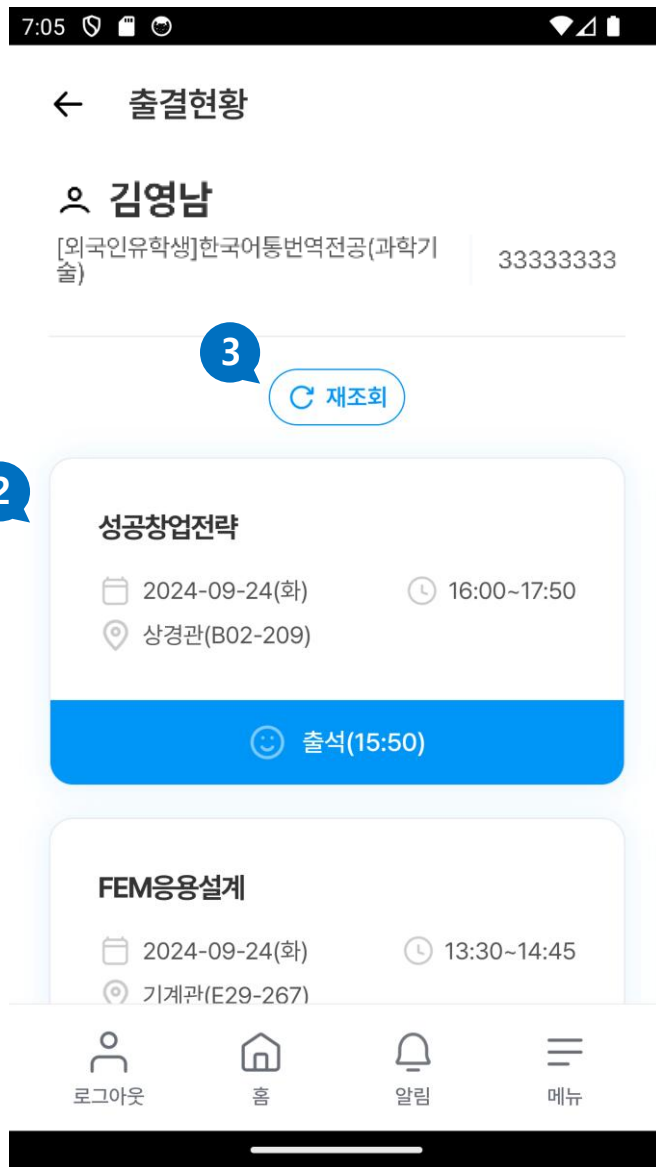 7:05
출결현황
김영남
[외국인유학생]한국어통번역전공(과학기
술)
33333333
3
재조회
2
성공창업전략
2024-09-24(화) 16:00~17:50
상경관(B02-209)
출석(15:50)
FEM응용설계
2024-09-24(화) 13:30~14:45
기계관(E29-267)
로그아웃 홈 알림 메뉴